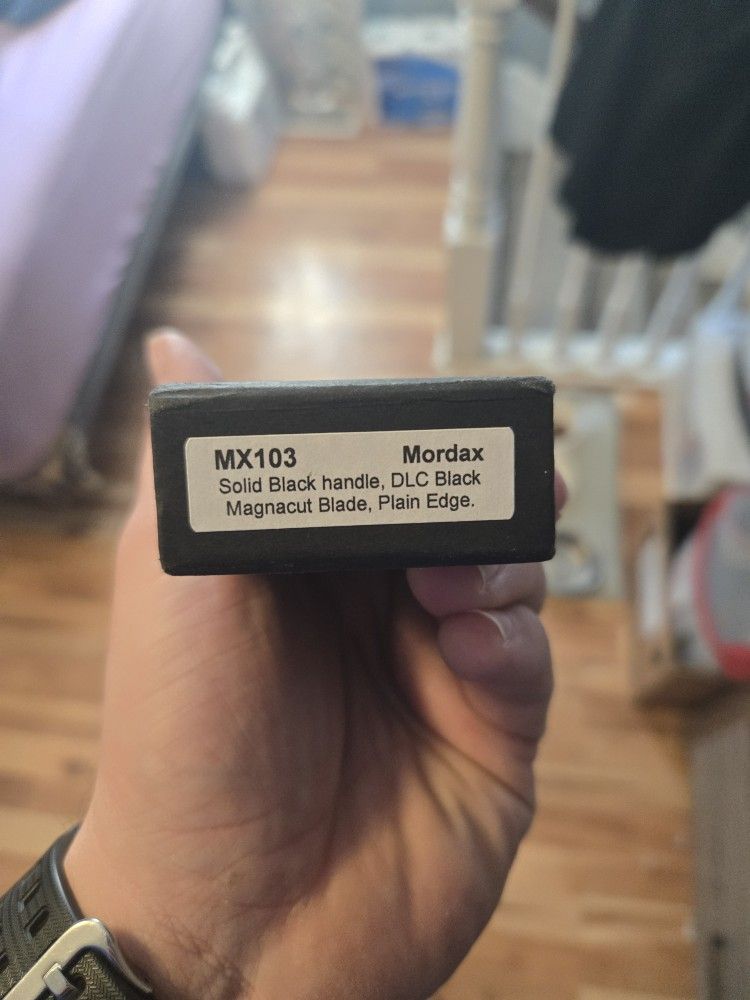 MX103 Mordax
Solid Black handle, DLC Black
Magnacut Blade, Plain Edge.